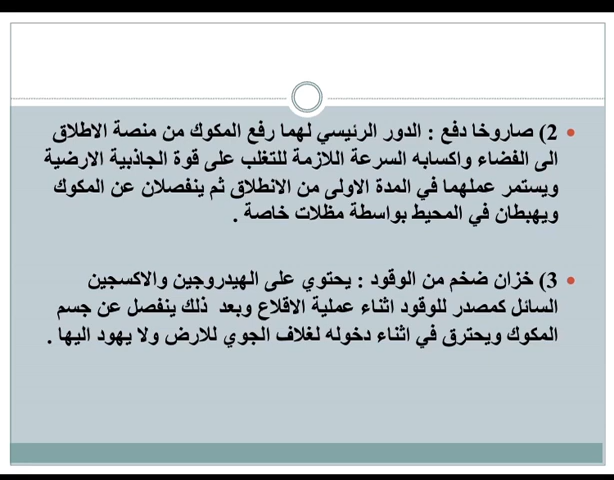 2) صاروخا دفع : الدور الرئيسي لهما رفع المكوك من منصة الاطلاق
الى الفضاء واكسابه السرعة اللازمة للتغلب على قوة الجاذبية الارضية
ويستمر عملهما في المدة الاولى من الانطلاق ثم ينفصلان عن المكوك
ويهبطان في المحيط بواسطة مظلات خاصة .
3) خزان ضخم من الوقود : يحتوي على الهيدروجين والاكسجين
السائل كمصدر للوقود اثناء عملية الاقلاع وبعد ذلك ينفصل عن جسم
المكوك ويحترق في اثناء دخوله لغلاف الجوي للارض ولا يهود اليها .